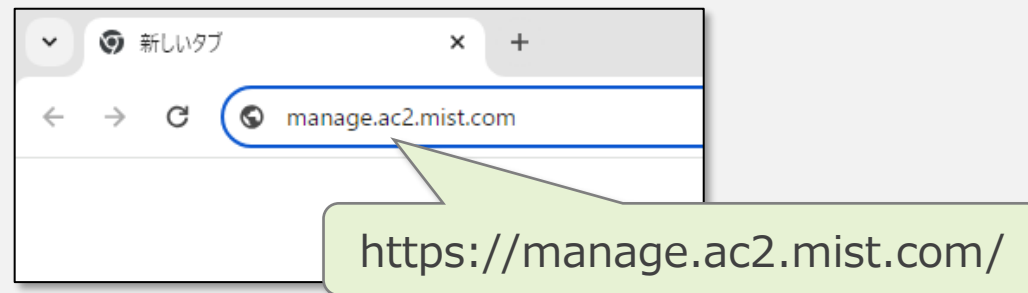 新しいタブ
manage.ac2.mist.com
https://manage.ac2.mist.com/